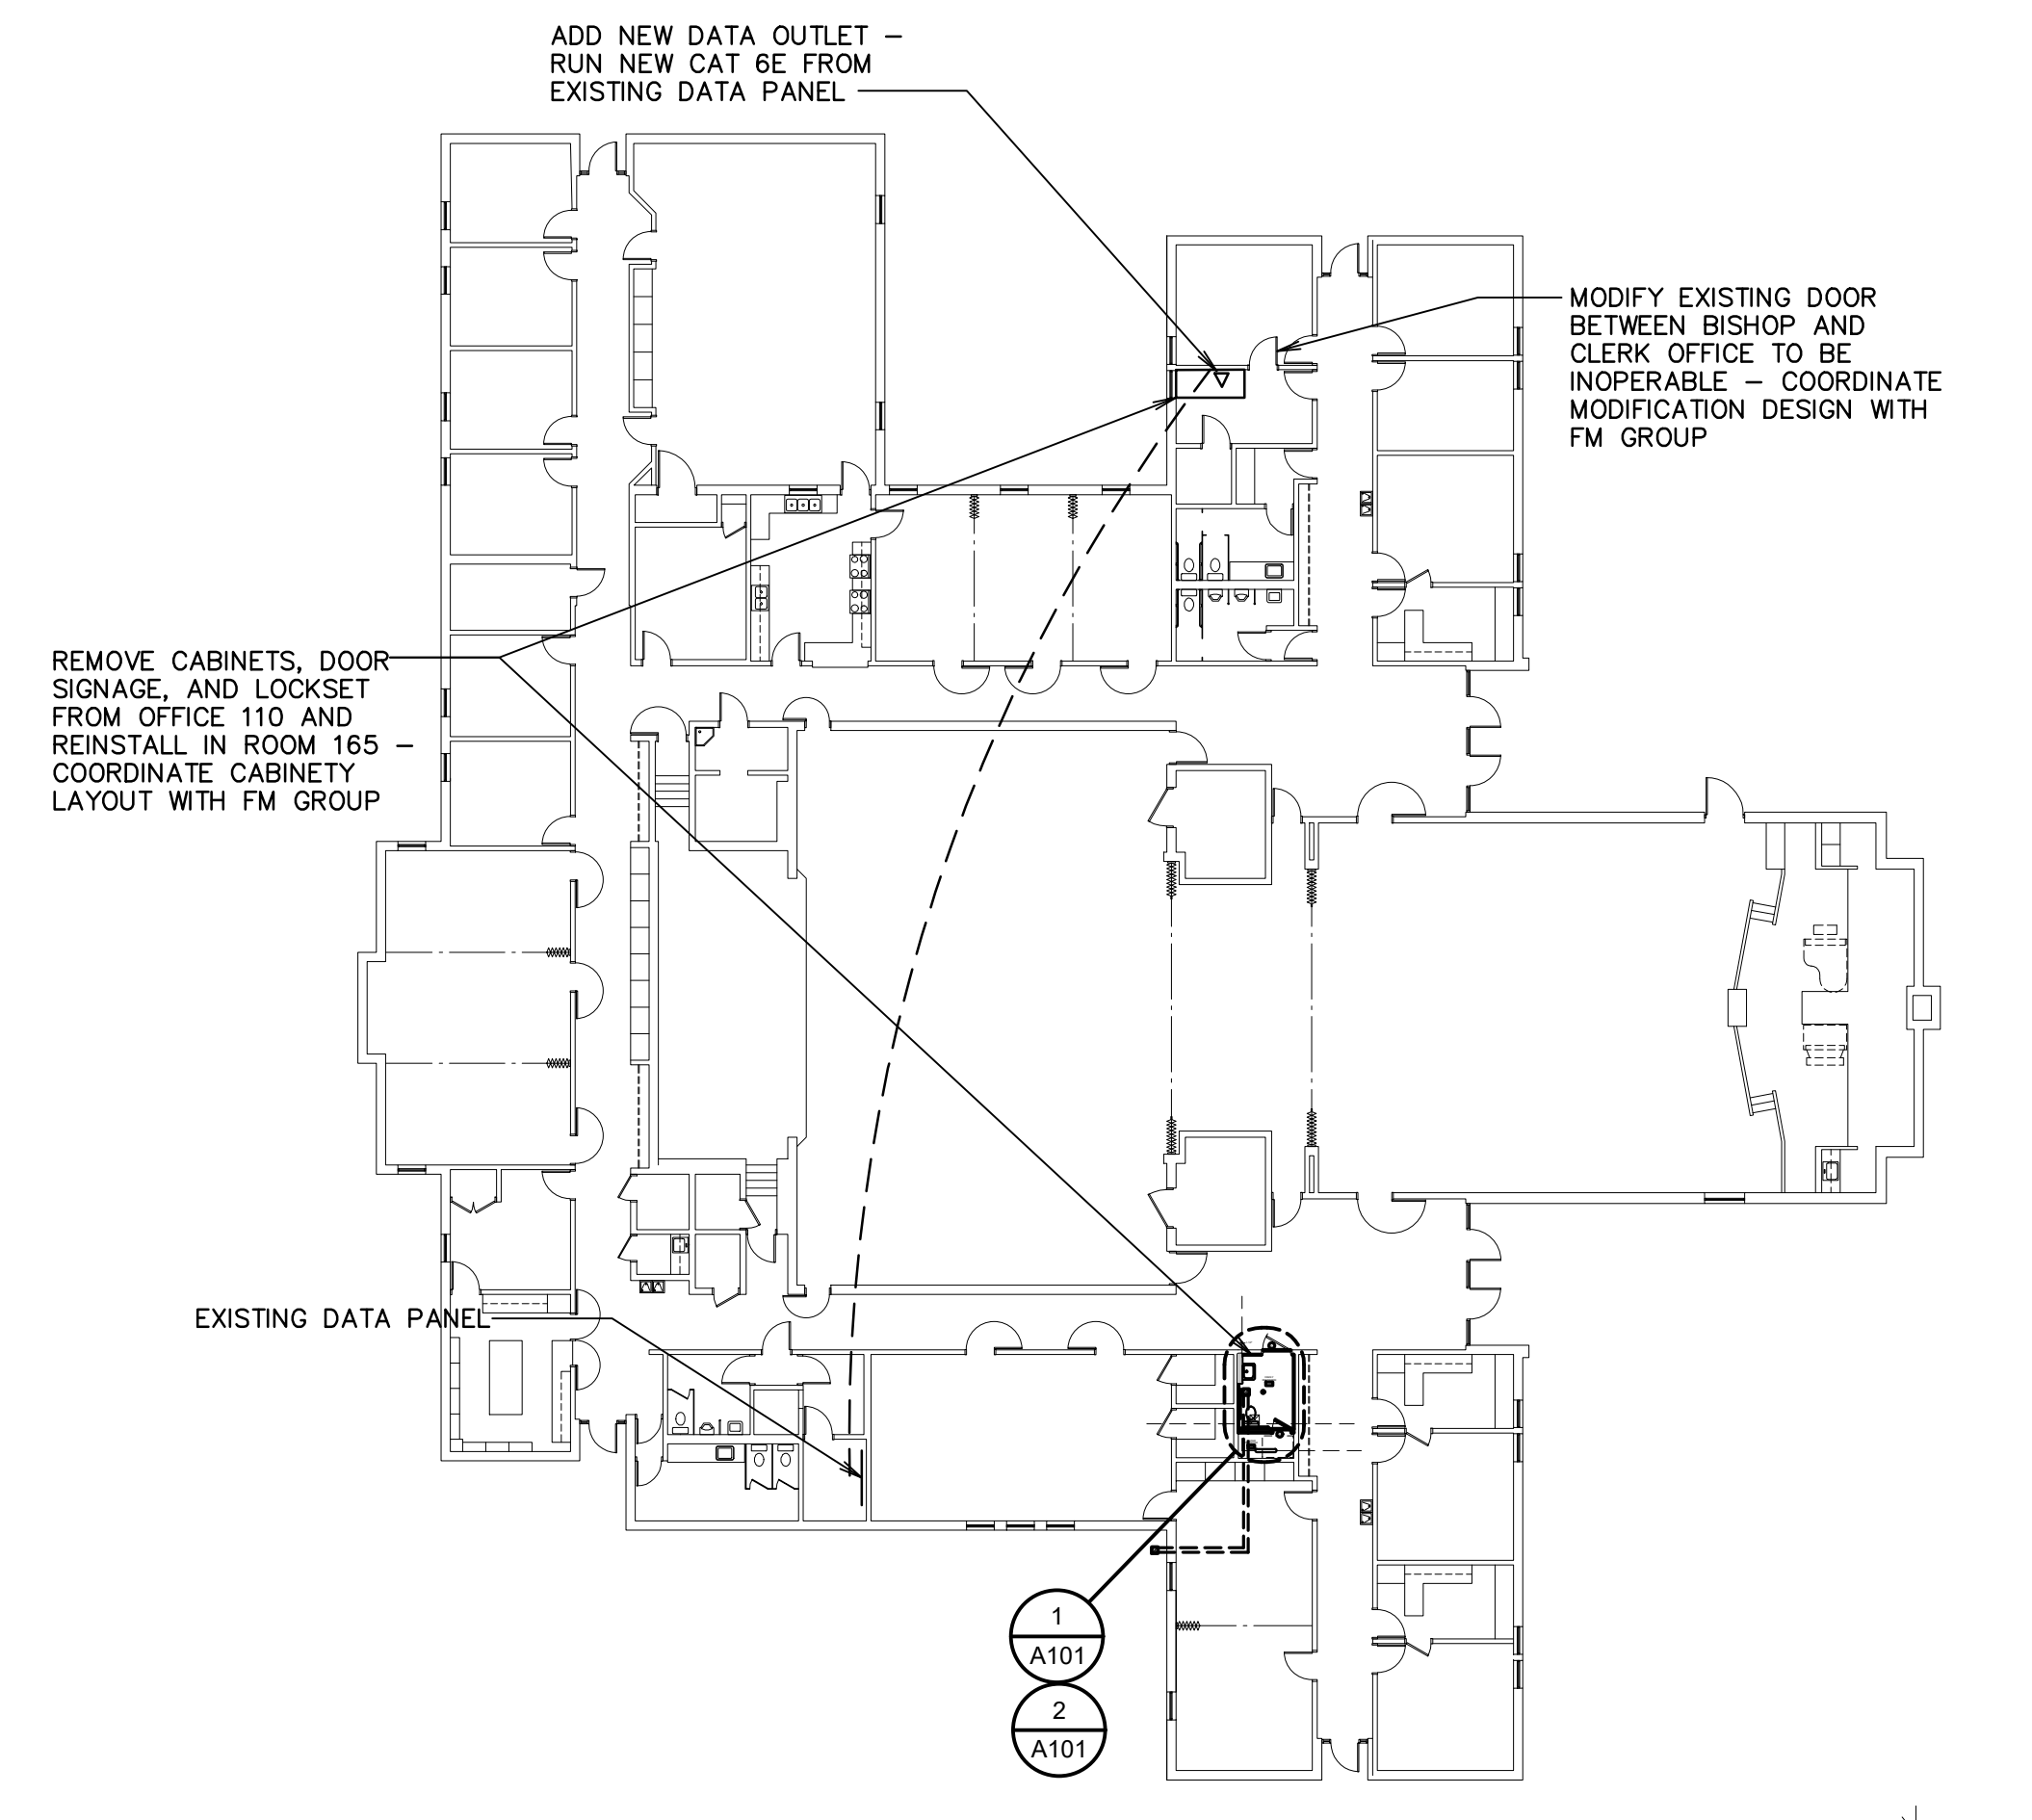 ADD NEW DATA OUTLET –
RUN NEW CAT 6E FROM
EXISTING DATA PANEL
MODIFY EXISTING DOOR
BETWEEN BISHOP AND
CLERK OFFICE TO BE
INOPERABLE – COORDINATE
MODIFICATION DESIGN WITH
FM GROUP
REMOVE CABINETS, DOOR
SIGNAGE, AND LOCKSET
FROM OFFICE 110 AND
REINSTALL IN ROOM 165 –
COORDINATE CABINETY
LAYOUT WITH FM GROUP
EXISTING DATA PANEL
1
A101
2
A101